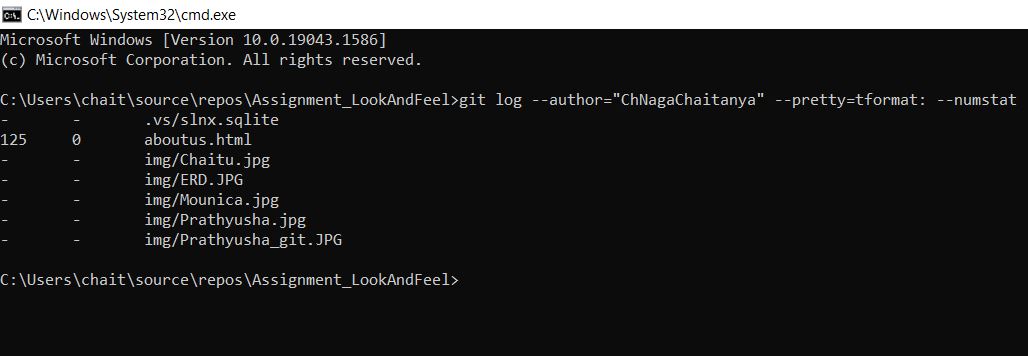 C:\Windows\System32\cmd.exe
Microsoft Windows [Version 10.0.19043.1586]
(c) Microsoft Corporation. All rights reserved.
C:\Users\chait\source\repos\Assignment_LookAndFeel>git log --author="ChNagaChaitanya" --pretty=tformat: --numstat
-       -       .vs/slnx.sqlite
125     0       aboutus.html
-       -       img/Chaitu.jpg
-       -       img/ERD.JPG
-       -       img/Mounica.jpg
-       -       img/Prathyusha.jpg
-       -       img/Prathyusha_git.JPG
C:\Users\chait\source\repos\Assignment_LookAndFeel>